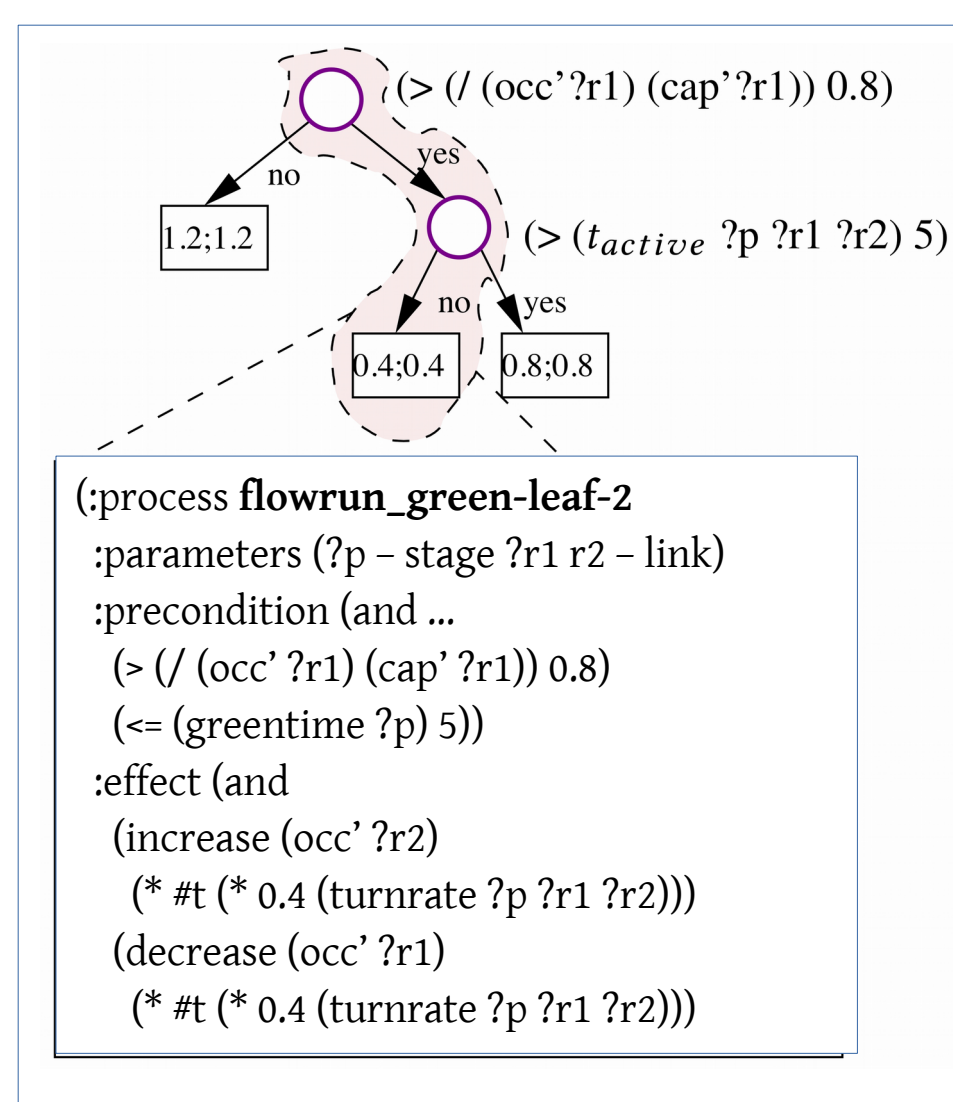 (> (/ (occ’?r1) (cap’?r1)) 0.8)
no
yes
1.2;1.2
(> (t_active ?p ?r1 ?r2) 5)
no
yes
0.4;0.4
0.8;0.8
(:process flowrun_green-leaf-2
:parameters (?p – stage ?r1 r2 – link)
:precondition (and ...
(> (/ (occ’ ?r1) (cap’ ?r1)) 0.8)
(<= (greentime ?p) 5))
:effect (and
(increase (occ’ ?r2)
(* #t (* 0.4 (turnrate ?p ?r1 ?r2)))
(decrease (occ’ ?r1)
(* #t (* 0.4 (turnrate ?p ?r1 ?r2)))